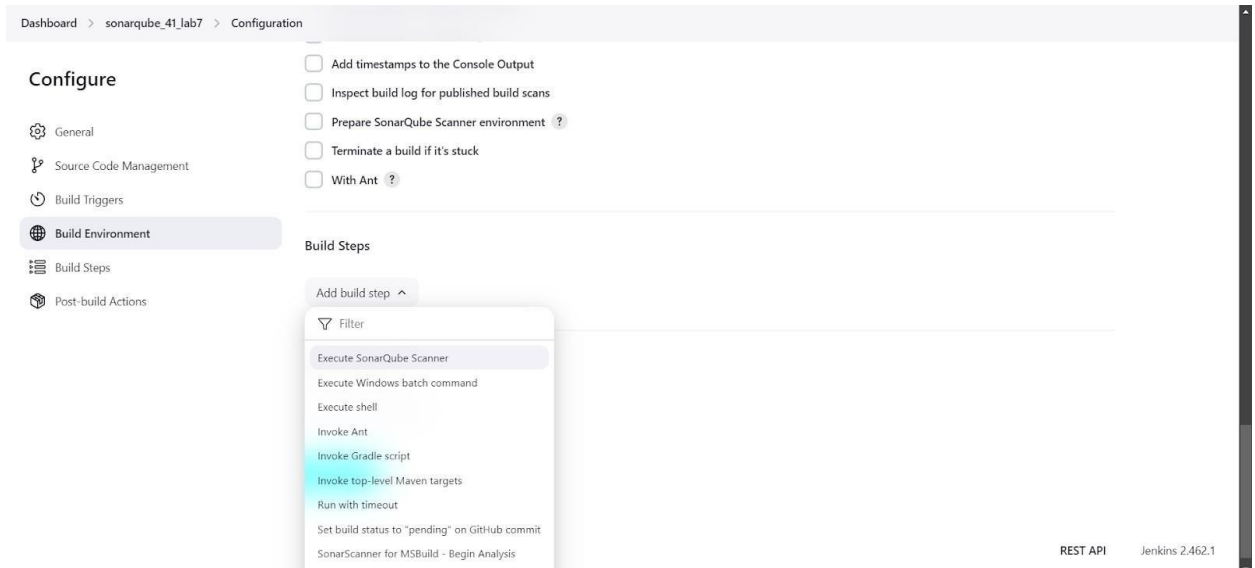 Dashboard > sonarqube_41_lab7 > Configuration
Configure
General
Source Code Management
Build Triggers
Build Environment
Build Steps
Post-build Actions
Add timestamps to the Console Output
Inspect build log for published build scans
Prepare SonarQube Scanner environment ?
Terminate a build if it's stuck
With Ant ?
Build Steps
Add build step
Filter
Execute SonarQube Scanner
Execute Windows batch command
Execute shell
Invoke Ant
Invoke Gradle script
Invoke top-level Maven targets
Run with timeout
Set build status to "pending" on GitHub commit
SonarScanner for MSBuild - Begin Analysis
REST API
Jenkins 2.462.1